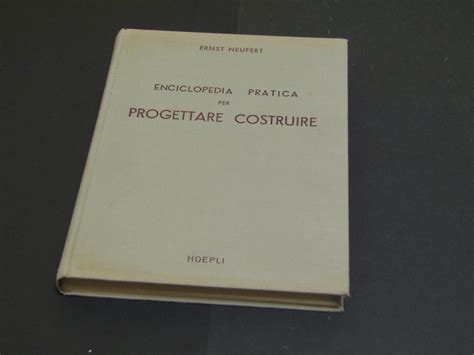 ERNST NEUFERT
ENCICLOPEDIA PRATICA
PER
PROGETTARE COSTRUIRE
HOEPLI